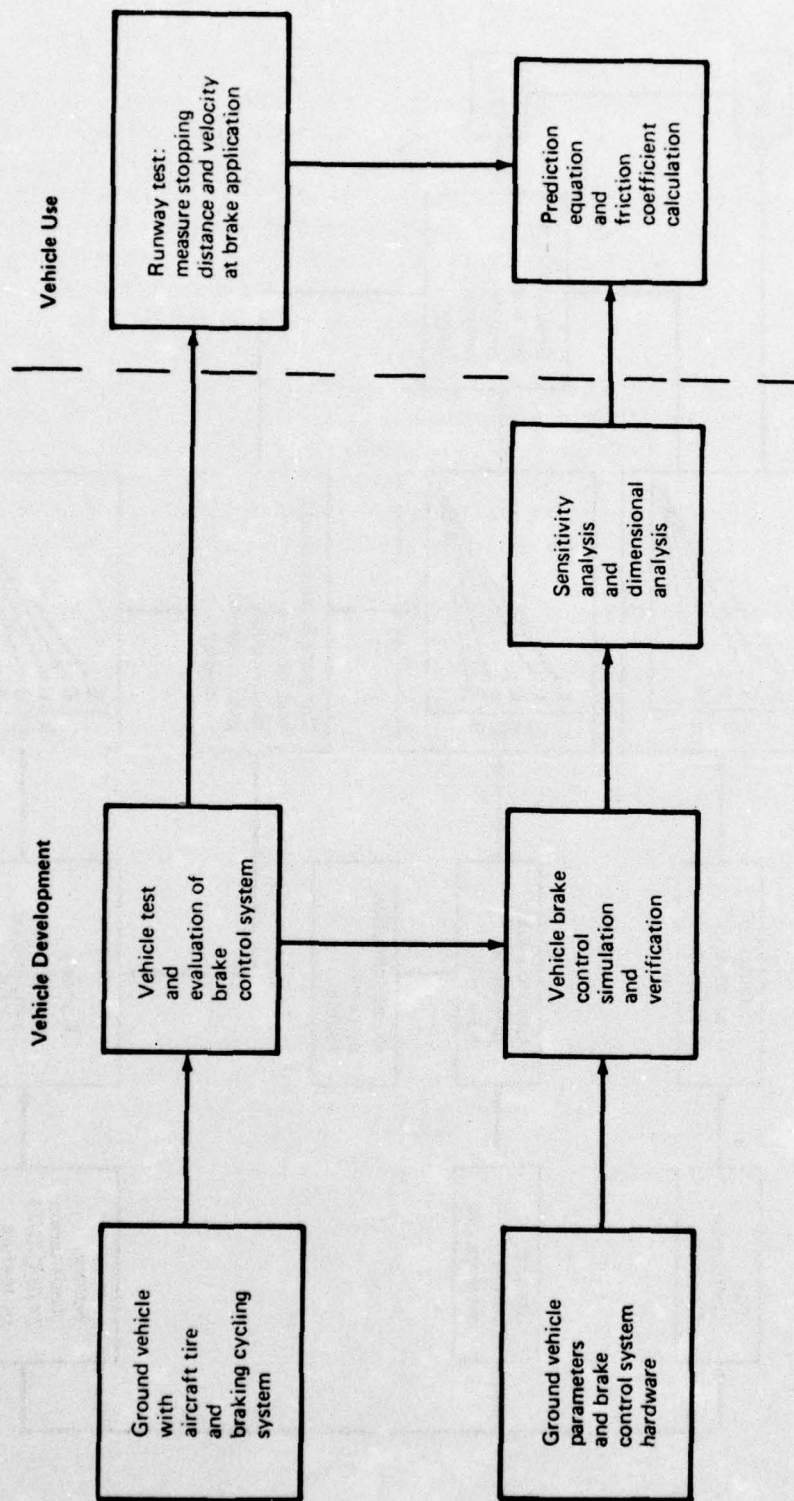 Vehicle Development
Vehicle Use
Ground vehicle
with
aircraft tire
and
braking cycling
system
Vehicle test
and
evaluation of
brake
control system
Runway test:
measure stopping
distance and velocity
at brake application
Ground vehicle
parameters
and brake
control system
hardware
Vehicle brake
control
simulation
and
verification
Sensitivity
analysis
and
dimensional
analysis
Prediction
equation
and
friction
coefficient
calculation